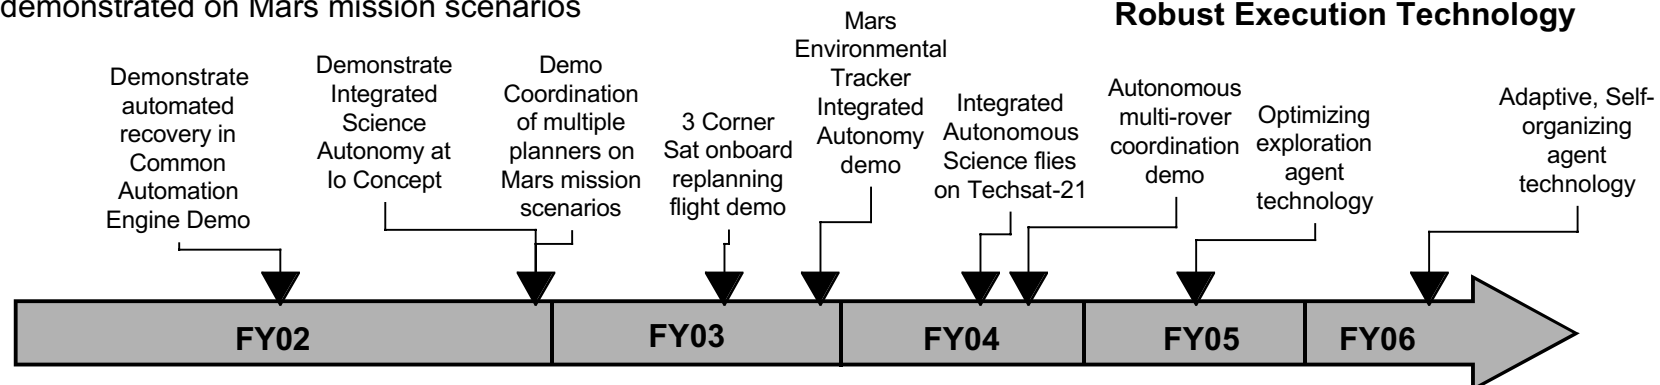 demonstrated on Mars mission scenarios
Robust Execution Technology
Demonstrate
automated
recovery in
Common
Automation
Engine Demo
Demonstrate
Integrated
Science
Autonomy at
Io Concept
Demo
Coordination
of multiple
planners on
Mars mission
scenarios
3 Corner
Sat onboard
replanning
flight demo
Mars
Environmental
Tracker
Integrated
Autonomy
demo
Integrated
Autonomous
Science flies
on Techsat-21
Autonomous
multi-rover
coordination
demo
Optimizing
exploration
agent
technology
Adaptive, Self-
organizing
agent
technology
FY02
FY03
FY04
FY05
FY06